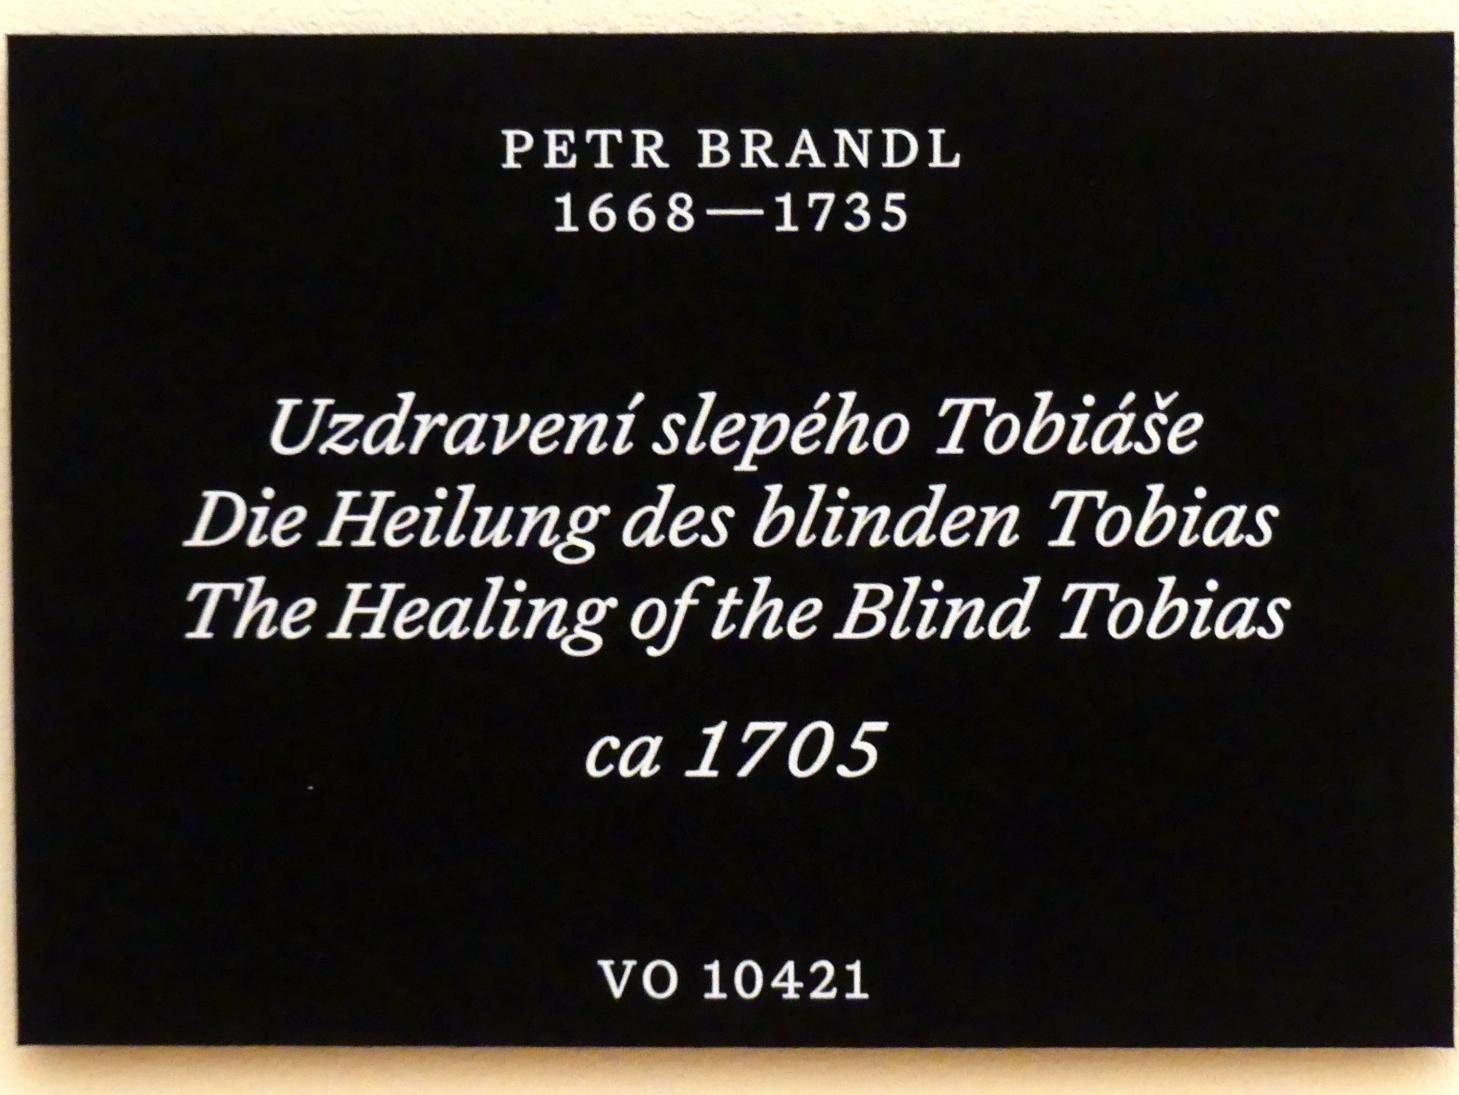 PETR BRANDL
1668—1735
Uzdravení slepého Tobiáše
Die Heilung des blinden Tobias
The Healing of the Blind Tobias
ca 1705
VO 10421